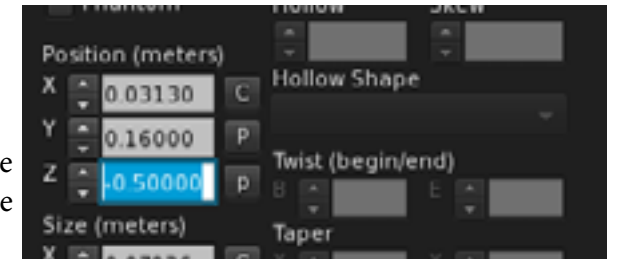 Phantom Hollow Skew
Position (meters)
X 0.03130 C Hollow Shape
Y 0.16000 P
e Z -0.50000 p Twist (begin/end)
e B E
Size (meters) Taper
X